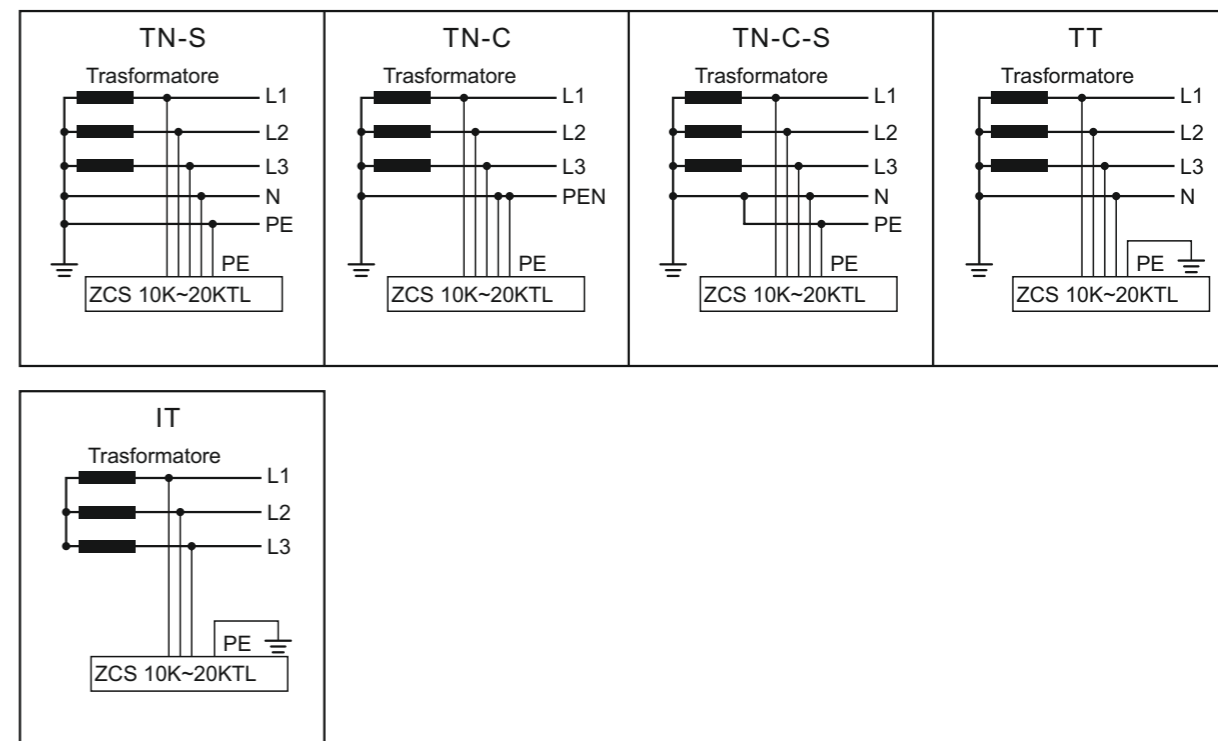 TN-S
Trasformatore
L1
L2
L3
N
PE
PE
ZCS 10K~20KTL
TN-C
Trasformatore
L1
L2
L3
PEN
PE
ZCS 10K~20KTL
TN-C-S
Trasformatore
L1
L2
L3
N
PE
PE
ZCS 10K~20KTL
TT
Trasformatore
L1
L2
L3
N
PE
ZCS 10K~20KTL
IT
Trasformatore
L1
L2
L3
PE
ZCS 10K~20KTL